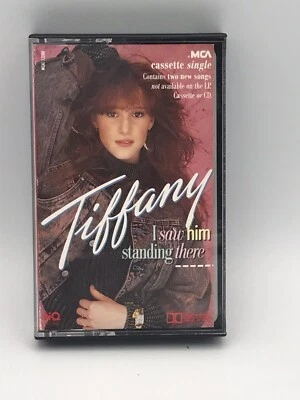 .MCA
cassette single
Contains two new songs
not available on the LP,
Cassette or CD.
Tiffany
I saw him
standing there